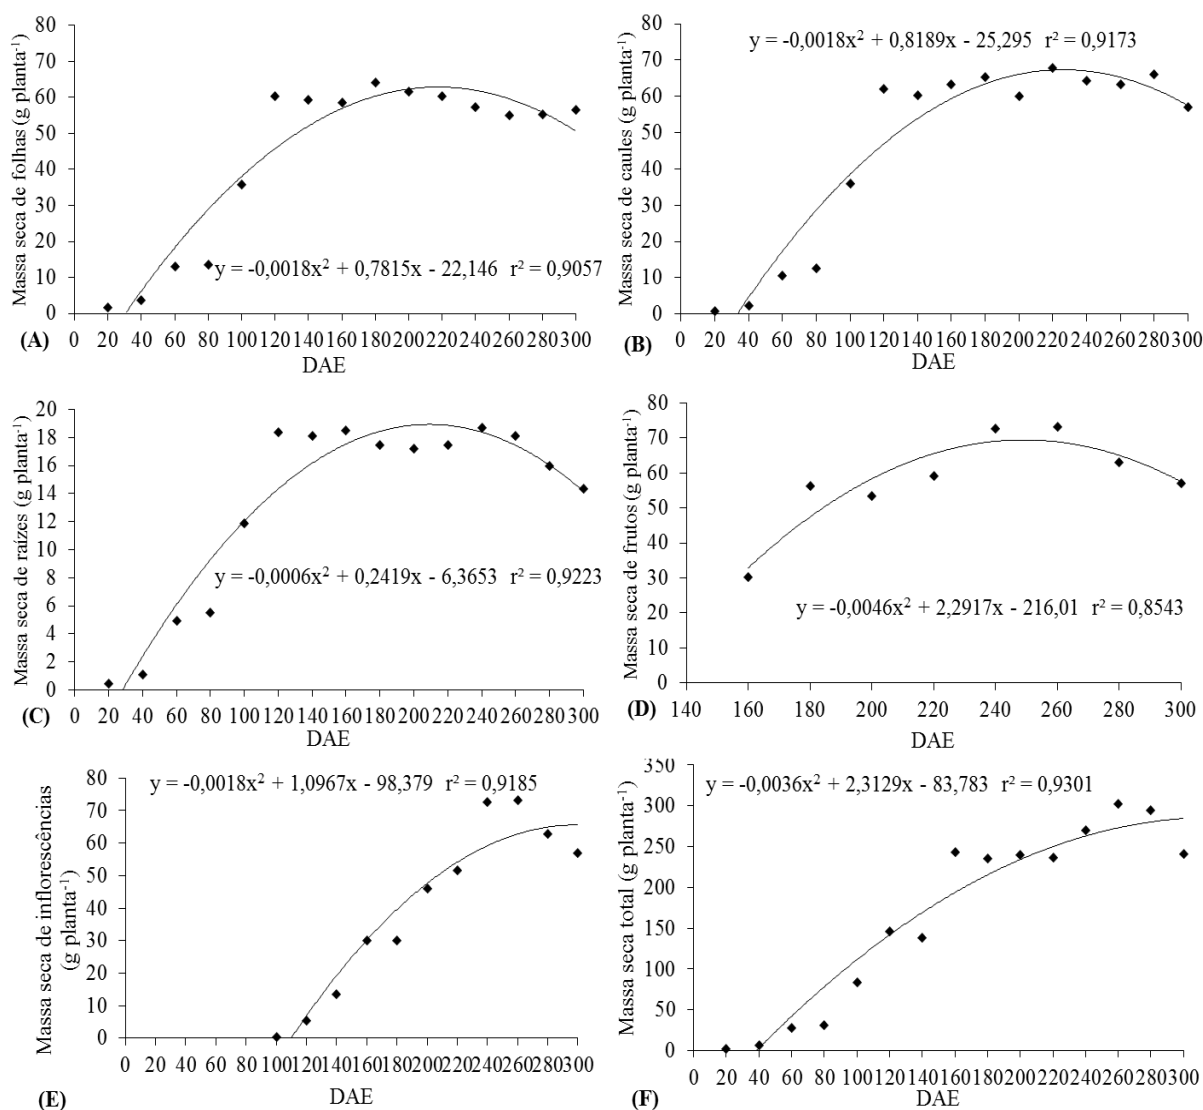 Massa seca de folhas (g planta⁻¹)
80
70
60
50
40
30
20
10
0
y = -0,0018x² + 0,7815x - 22,146 r² = 0,9057
0 20 40 60 80 100 120 140 160 180 200 220 240 260 280 300
(A)
DAE
Massa seca de caules (g planta⁻¹)
80
70
60
50
40
30
20
10
0
y = -0,0018x² + 0,8189x - 25,295 r² = 0,9173
0 20 40 60 80 100 120 140 160 180 200 220 240 260 280 300
(B)
DAE
Massa seca de raízes (g planta⁻¹)
20
18
16
14
12
10
8
6
4
2
0
y = -0,0006x² + 0,2419x - 6,3653 r² = 0,9223
0 20 40 60 80 100 120 140 160 180 200 220 240 260 280 300
(C)
DAE
Massa seca de frutos (g planta⁻¹)
80
70
60
50
40
30
20
10
0
y = -0,0046x² + 2,2917x - 216,01 r² = 0,8543
140 160 180 200 220 240 260 280 300
(D)
DAE
Massa seca de inflorescências
(g planta⁻¹)
y = -0,0018x² + 1,0967x - 98,379 r² = 0,9185
80
70
60
50
40
30
20
10
0
0 20 40 60 80 100 120 140 160 180 200 220 240 260 280 300
(E)
DAE
Massa seca total (g planta⁻¹)
350
y = -0,0036x² + 2,3129x - 83,783 r² = 0,9301
300
250
200
150
100
50
0
0 20 40 60 80 100 120 140 160 180 200 220 240 260 280 300
(F)
DAE